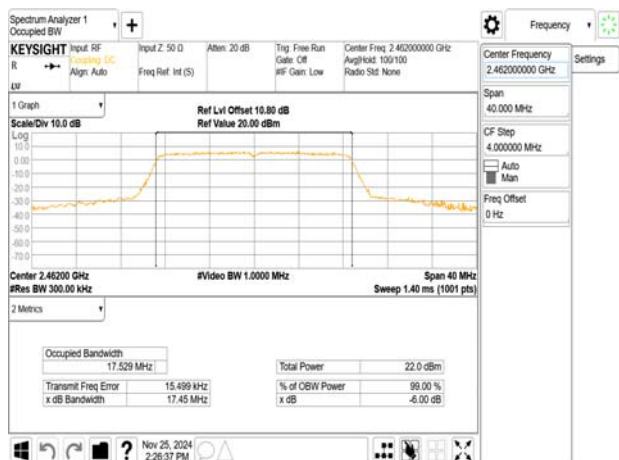 Spectrum Analyzer 1
Occupied BW
Frequency
KEYSIGHT
R
Input: RF
Coupling: DC
Align: Auto
Input Z: 50 Ω
Freq Ref: Int (S)
Atten: 20 dB
Trig: Free Run
Gate: Off
#IF Gain: Low
Center Freq: 2.462000000 GHz
Avg|Hold: 100/100
Radio Std: None
Center Frequency
2.462000000 GHz
Settings
Span
40.000 MHz
CF Step
4.000000 MHz
Auto
Man
Freq Offset
0 Hz
1 Graph
Scale/Div 10.0 dB
Ref Lvl Offset 10.80 dB
Ref Value 20.00 dBm
Log
10.0
0.00
-10.0
-20.0
-30.0
-40.0
-50.0
-60.0
-70.0
Center 2.46200 GHz
#Res BW 300.00 kHz
#Video BW 1.0000 MHz
Span 40 MHz
Sweep 1.40 ms (1001 pts)
2 Metrics
Occupied Bandwidth
17.529 MHz
Total Power 22.0 dBm
Transmit Freq Error 15.499 kHz
% of OBW Power 99.00 %
x dB Bandwidth 17.45 MHz
x dB -6.00 dB
Nov 25, 2024
2:26:37 PM